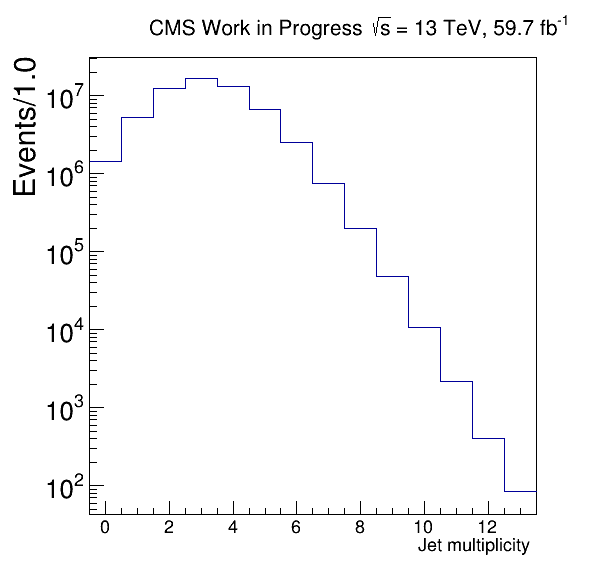 CMS Work in Progress √s = 13 TeV, 59.7 fb⁻¹
Events/1.0
10⁷
10⁶
10⁵
10⁴
10³
10²
0 2 4 6 8 10 12
Jet multiplicity